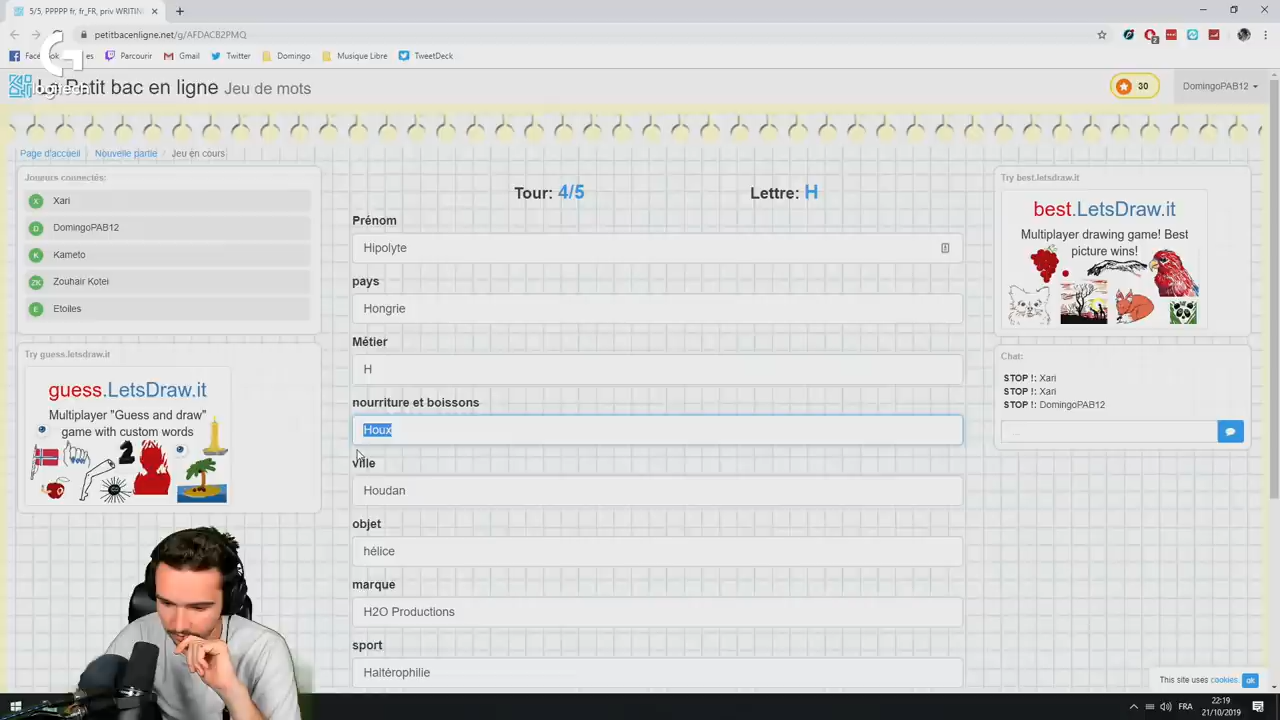 5/5, PPPPP fr, fr_FR, priv WRITIN
petitbacenligne.net/g/AFDACB2PMQ
es
Parcourir
Gmail
Twitter
Domingo
Musique Libre
TweetDeck
Petit bac en ligne Jeu de mots
30
DomingoPAB12
Page d'accueil
Nouvelle partie
Jeu en cours
Joueurs connectés:
X Xari
D DomingoPAB12
K Kameto
ZK Zouhair Kotei
E Etoiles
Try guess.letsdraw.it
guess.LetsDraw.it
Multiplayer "Guess and draw"
game with custom words
Tour: 4/5
Lettre: H
Prénom
Hipolyte
pays
Hongrie
Métier
H
nourriture et boissons
Houx
ville
Houdan
objet
hélice
marque
H2O Productions
sport
Haltérophilie
Try best.letsdraw.it
best.LetsDraw.it
Multiplayer drawing game! Best
picture wins!
Chat:
STOP !: Xari
STOP !: Xari
STOP !: DomingoPAB12
This site uses cookies. ok
FR
22:19
21/10/2019